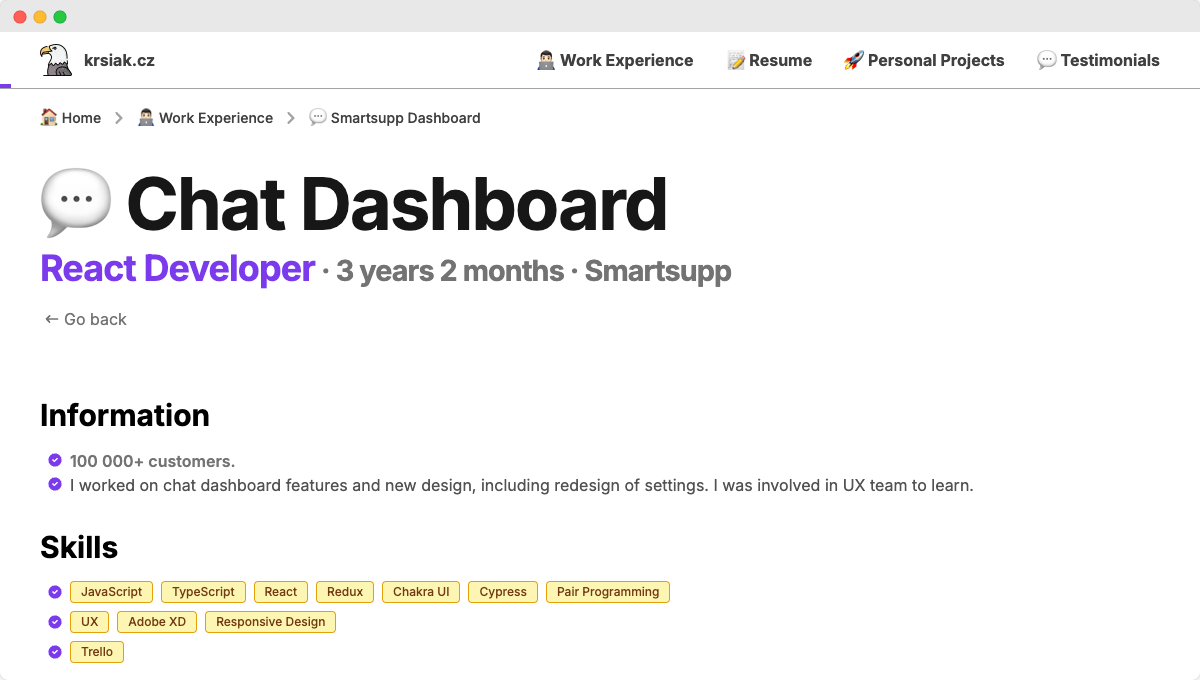 krsiak.cz Work Experience Resume Personal Projects Testimonials
Home Work Experience Smartsupp Dashboard
Chat Dashboard
React Developer · 3 years 2 months · Smartsupp
← Go back
Information
100 000+ customers.
I worked on chat dashboard features and new design, including redesign of settings. I was involved in UX team to learn.
Skills
JavaScript TypeScript React Redux Chakra UI Cypress Pair Programming
UX Adobe XD Responsive Design
Trello